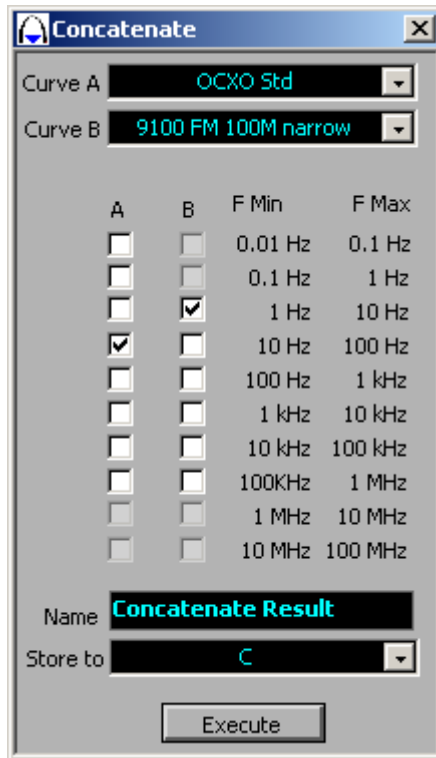 Concatenate
Curve A OCXO Std
Curve B 9100 FM 100M narrow
A B F Min F Max
0.01 Hz 0.1 Hz
0.1 Hz 1 Hz
1 Hz 10 Hz
10 Hz 100 Hz
100 Hz 1 kHz
1 kHz 10 kHz
10 kHz 100 kHz
100KHz 1 MHz
1 MHz 10 MHz
10 MHz 100 MHz
Name Concatenate Result
Store to C
Execute